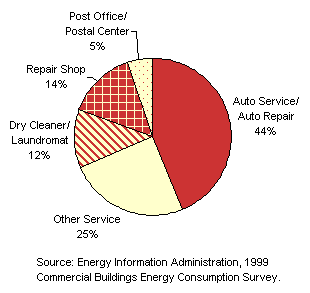 Post Office/
Postal Center
5%
Repair Shop
14%
Auto Service/
Auto Repair
44%
Dry Cleaner/
Laundromat
12%
Other Service
25%
Source: Energy Information Administration, 1999
Commercial Buildings Energy Consumption Survey.